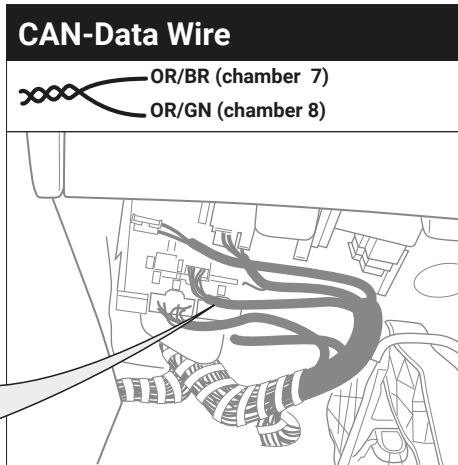 CAN-Data Wire
OR/BR (chamber 7)
OR/GN (chamber 8)